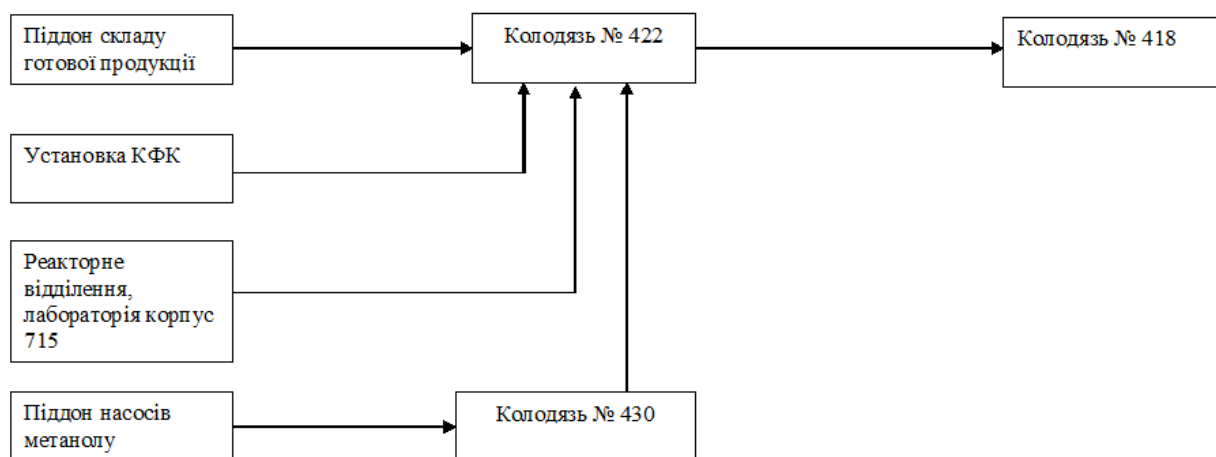 Піддон складу
готової продукції
Колодязь № 422
Колодязь № 418
Установка КФК
Реакторне
відділення,
лабораторія корпус
715
Піддон насосів
метанолу
Колодязь № 430